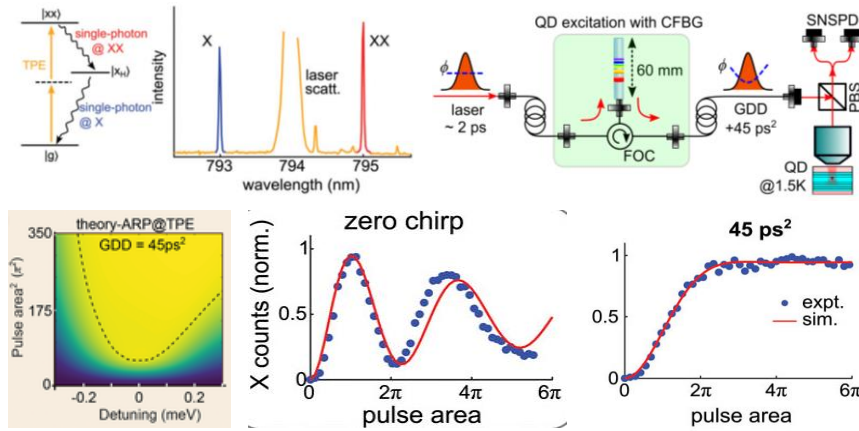 |xx⟩
single-photon
@ XX
TPE
|x_H⟩
single-photon
@ X
|g⟩
intensity
X
XX
laser
scatt.
793
794
795
wavelength (nm)
QD excitation with CFBG
ϕ
laser
~ 2 ps
60 mm
FOC
ϕ
GDD
+45 ps²
SNSPD
PBS
QD
@1.5K
theory-ARP@TPE
GDD = 45ps²
Pulse area² (π²)
350
175
0
-0.2
0
0.2
Detuning (meV)
zero chirp
X counts (norm.)
1
0.5
0
0
2π
4π
6π
pulse area
45 ps²
1
0.5
0
0
2π
4π
6π
expt.
sim.
pulse area